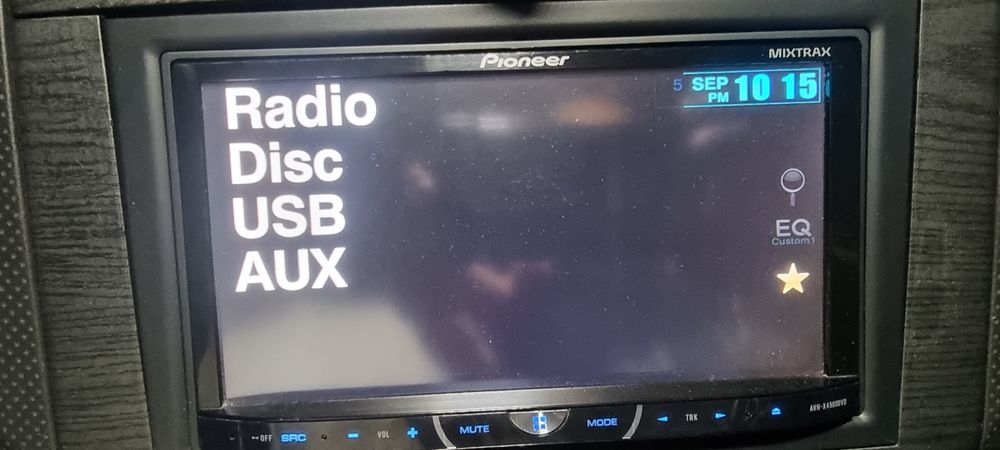 Pioneer
MIXTRAX
5 SEP PM 10 15
Radio
Disc
USB
AUX
EQ
Custom1
OFF SRC VOL MUTE MODE TRK
AVH-X4500DVD